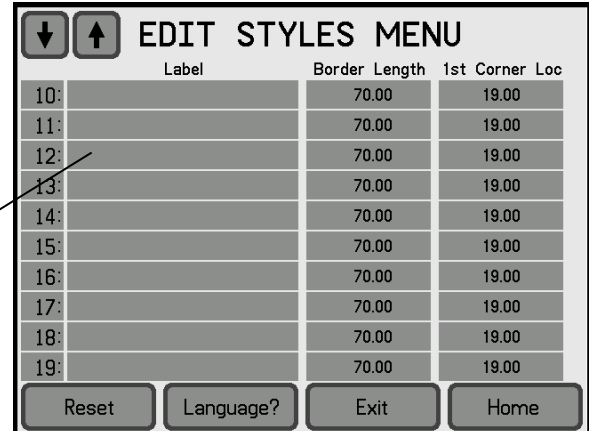 EDIT STYLES MENU
Label Border Length 1st Corner Loc
10: 70.00 19.00
11: 70.00 19.00
12: 70.00 19.00
13: 70.00 19.00
14: 70.00 19.00
15: 70.00 19.00
16: 70.00 19.00
17: 70.00 19.00
18: 70.00 19.00
19: 70.00 19.00
Reset Language? Exit Home